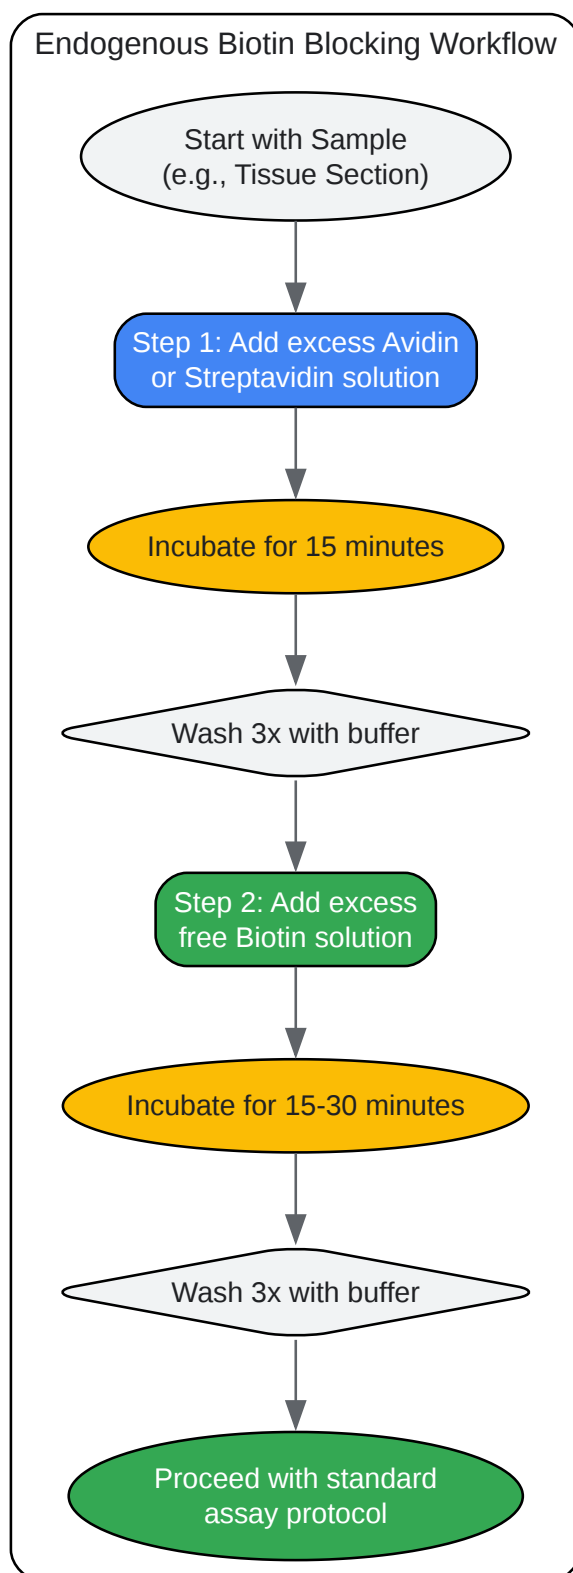 Endogenous Biotin Blocking Workflow
Start with Sample
(e.g., Tissue Section)
Step 1: Add excess Avidin
or Streptavidin solution
Incubate for 15 minutes
Wash 3x with buffer
Step 2: Add excess
free Biotin solution
Incubate for 15-30 minutes
Wash 3x with buffer
Proceed with standard
assay protocol